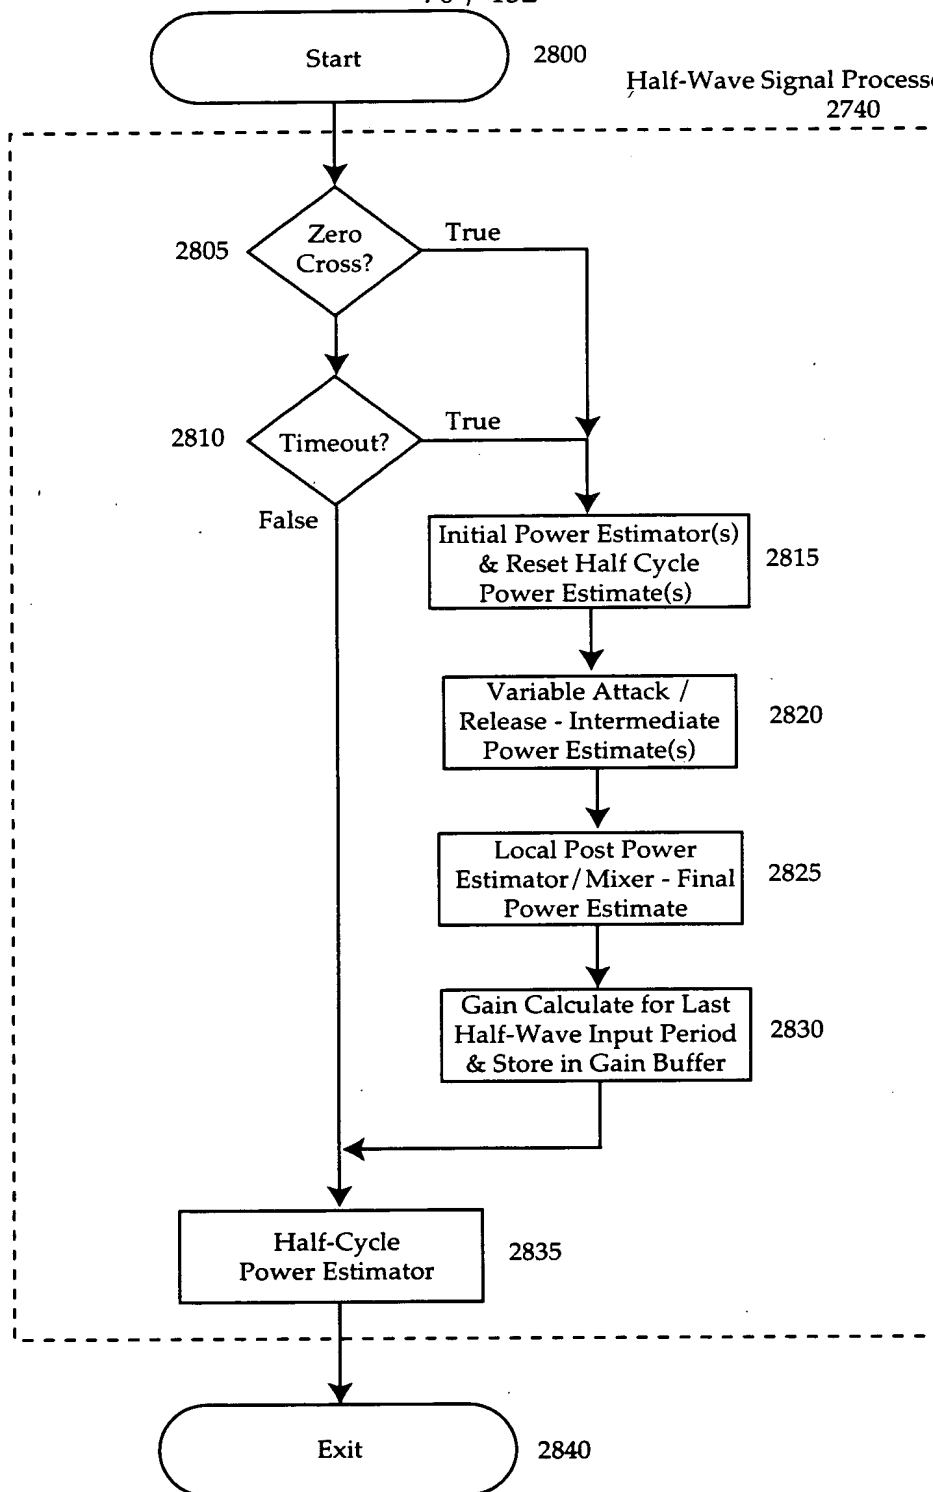 Start
2800
Half-Wave Signal
2740
2805
Zero
Cross?
True
2810
Timeout?
True
False
Initial Power Estimator(s)
& Reset Half Cycle
Power Estimate(s)
2815
Variable Attack /
Release - Intermediate
Power Estimate(s)
2820
Local Post Power
Estimator/Mixer - Final
Power Estimate
2825
Gain Calculate for Last
Half-Wave Input Period
& Store in Gain Buffer
2830
Half-Cycle
Power Estimator
2835
Exit
2840